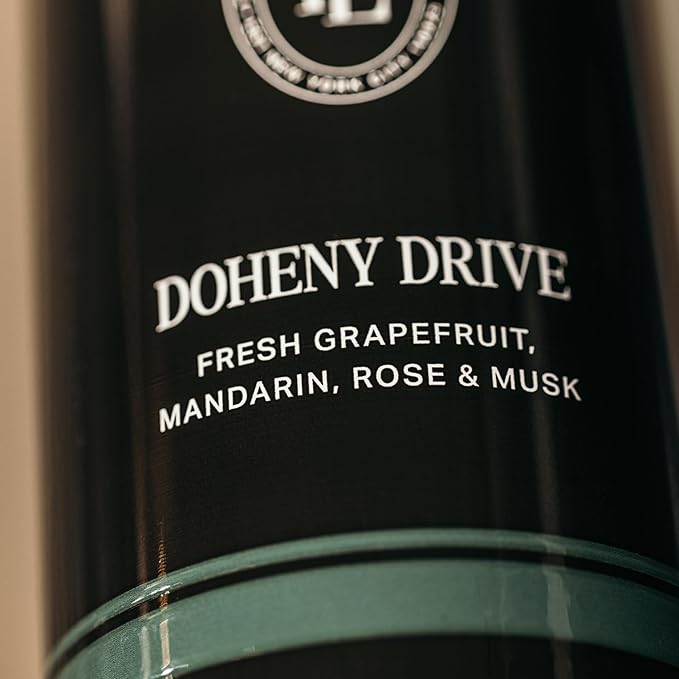 DOHENY DRIVE
FRESH GRAPEFRUIT,
MANDARIN, ROSE & MUSK